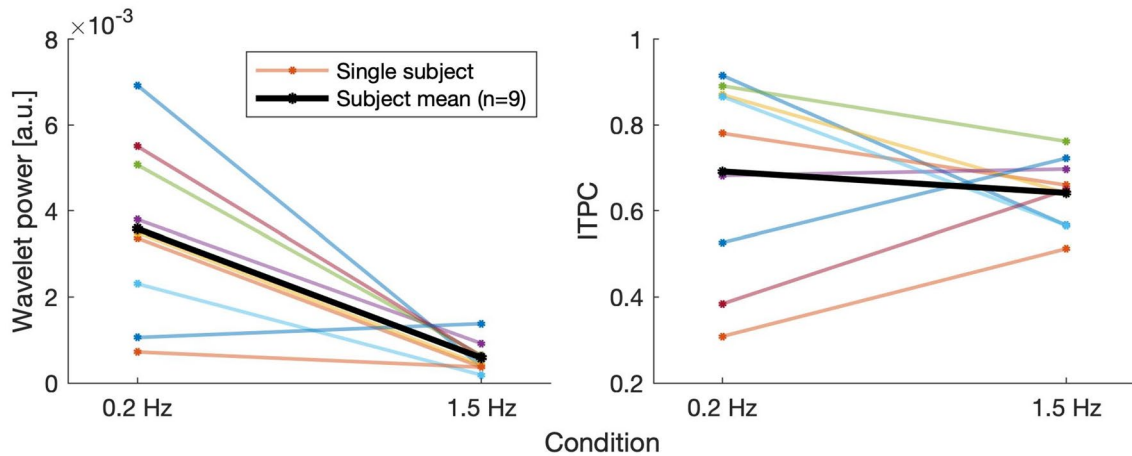 ×10⁻³
8
6
4
2
0
Wavelet power [a.u.]
Single subject
Subject mean (n=9)
0.2 Hz
1.5 Hz
1
0.8
0.6
0.4
0.2
ITPC
0.2 Hz
1.5 Hz
Condition